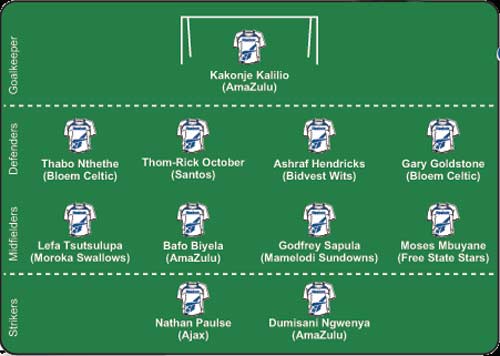 Goalkeeper
Kakonje Kalilio
(AmaZulu)
Defenders
Thabo Nthethe
(Bloem Celtic)
Thom-Rick October
(Santos)
Ashraf Hendricks
(Bidvest Wits)
Gary Goldstone
(Bloem Celtic)
Midfielders
Lefa Tsutsulupa
(Moroka Swallows)
Bafo Biyela
(AmaZulu)
Godfrey Sapula
(Mamelodi Sundowns)
Moses Mbuyane
(Free State Stars)
Strikers
Nathan Paulse
(Ajax)
Dumisani Ngwenya
(AmaZulu)